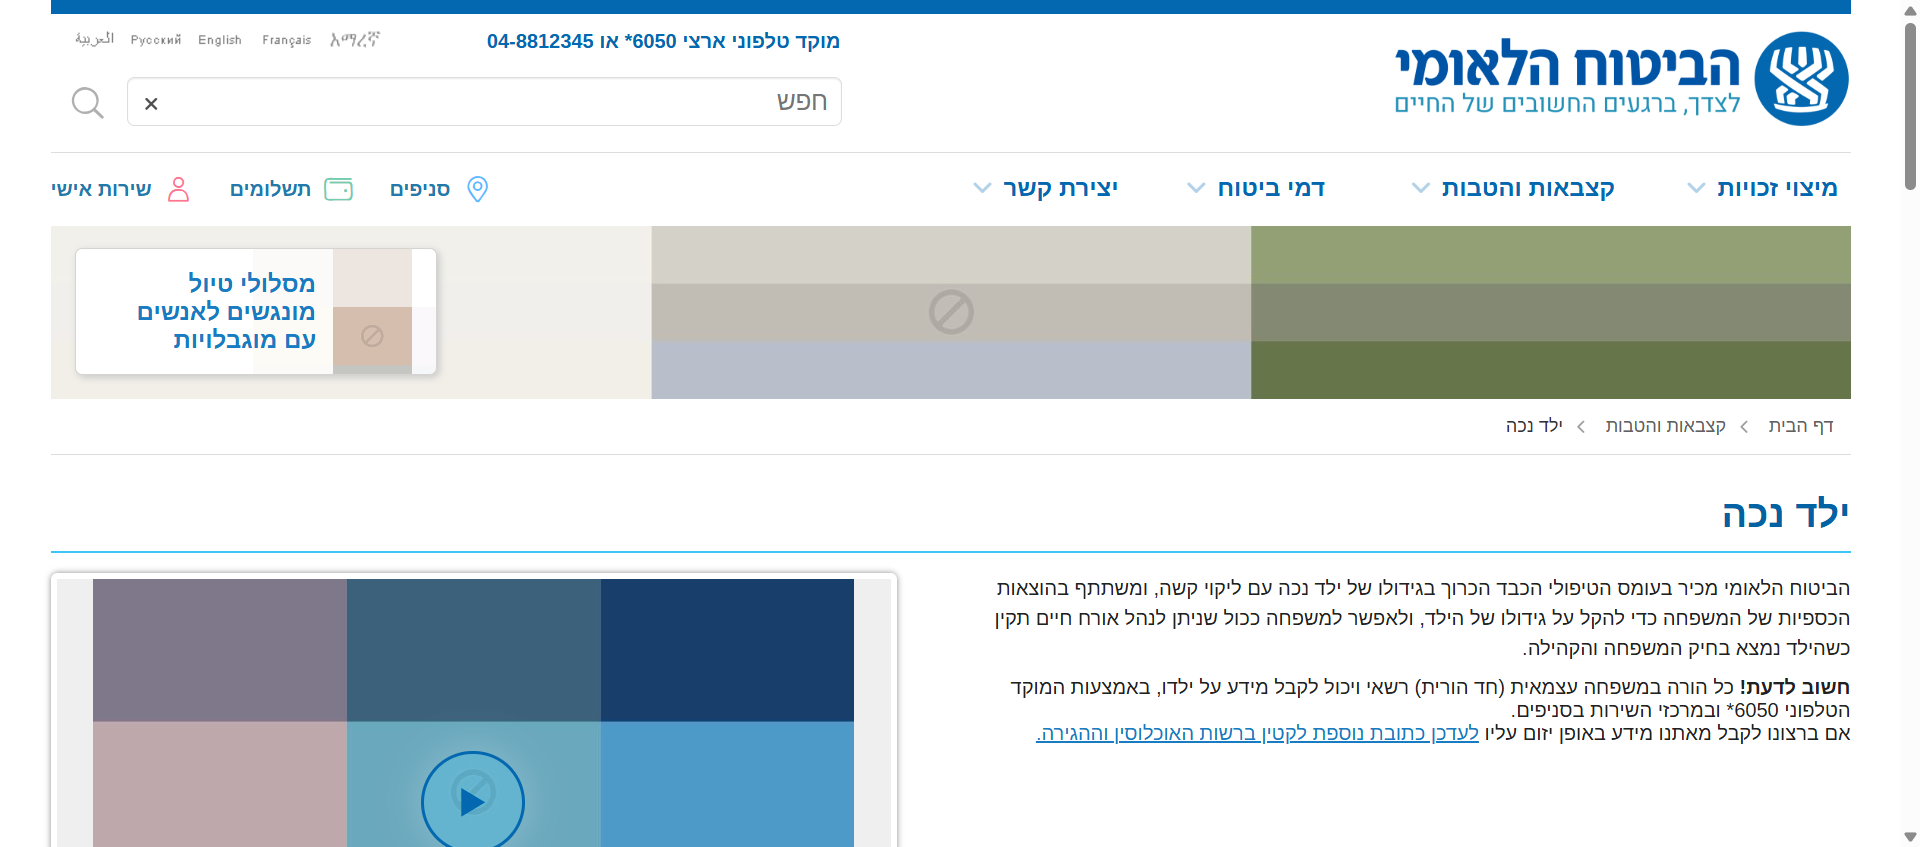 הביטוח הלאומי
לצדך, ברגעים החשובים של החיים
מוקד טלפוני ארצי 6050* או 04-8812345
አማረኛ Français English Русский العربية
חפש
מיצוי זכויות
קצבאות והטבות
דמי ביטוח
יצירת קשר
סניפים
תשלומים
שירות אישי
מסלולי טיול
מונגשים לאנשים
עם מוגבלויות
דף הבית
קצבאות והטבות
ילד נכה
ילד נכה
הביטוח הלאומי מכיר בעומס הטיפולי הכבד הכרוך בגידולו של ילד נכה עם ליקוי קשה, ומשתתף בהוצאות
הכספיות של המשפחה כדי להקל על גידולו של הילד, ולאפשר למשפחה ככול שניתן לנהל אורח חיים תקין
כשהילד נמצא בחיק המשפחה והקהילה.
חשוב לדעת! כל הורה במשפחה עצמאית (חד הורית) רשאי ויכול לקבל מידע על ילדו, באמצעות המוקד
הטלפוני 6050* ובמרכזי השירות בסניפים.
אם ברצונו לקבל מאתנו מידע באופן יזום עליו לעדכן כתובת נוספת לקטין ברשות האוכלוסין וההגירה.